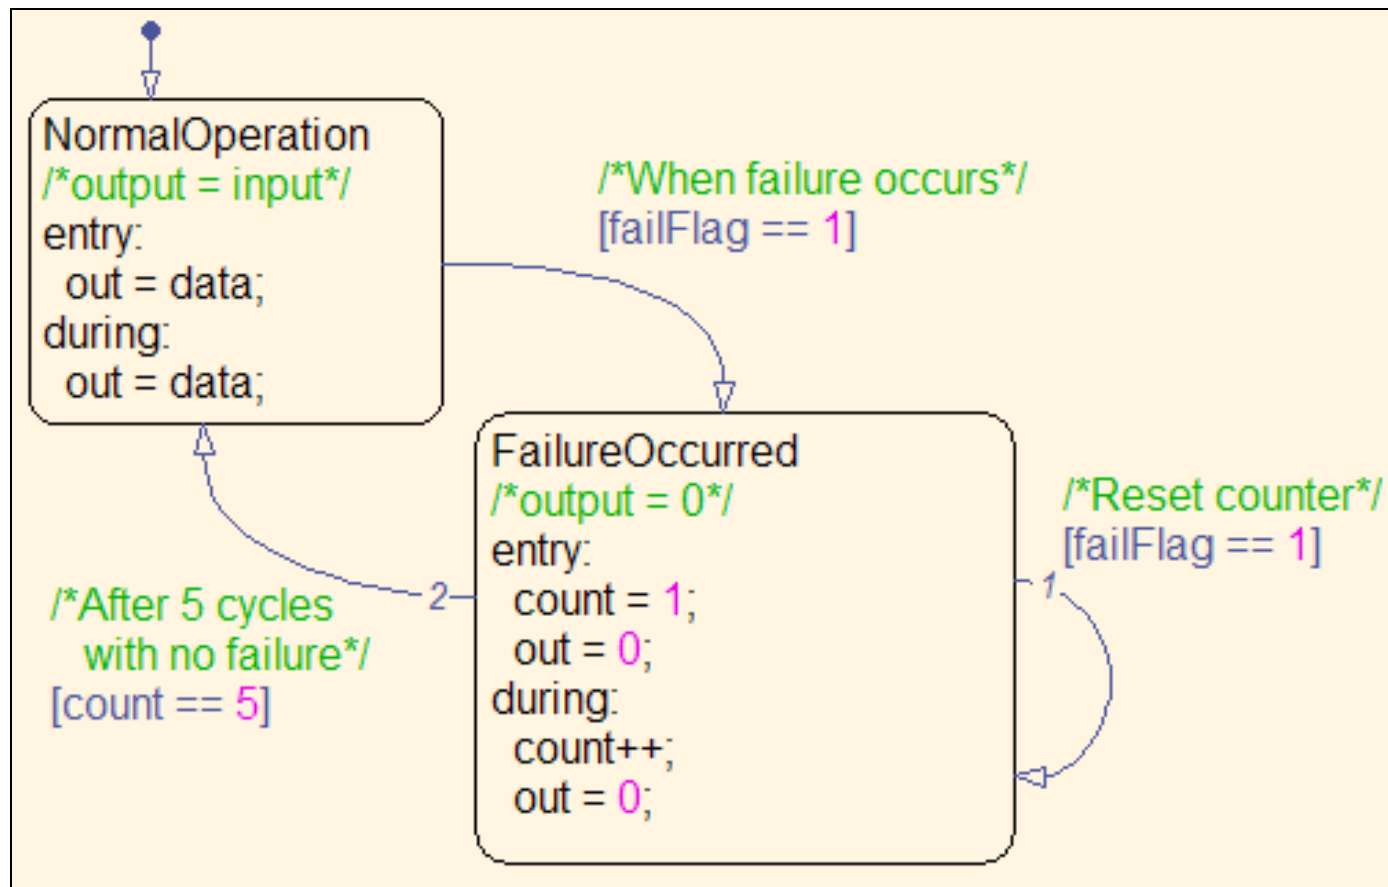 NormalOperation
/*output = input*/
entry:
out = data;
during:
out = data;
/*When failure occurs*/
[failFlag == 1]
FailureOccurred
/*output = 0*/
entry:
count = 1;
out = 0;
during:
count++;
out = 0;
/*Reset counter*/
[failFlag == 1]
1
2
/*After 5 cycles
with no failure*/
[count == 5]